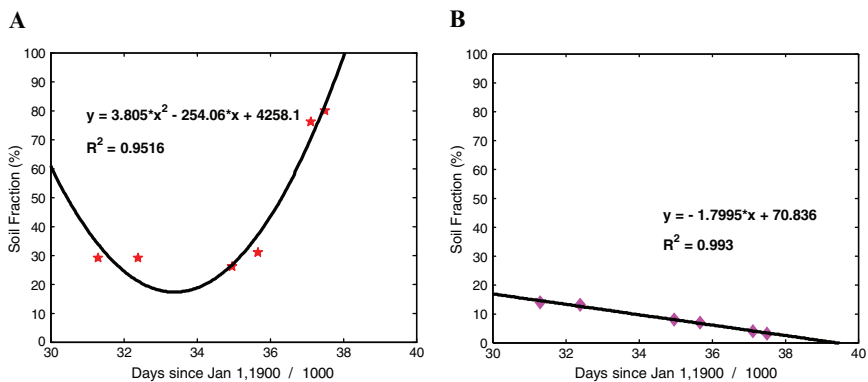 A
100
90
80
70
60
50
40
30
20
10
0
Soil Fraction (%)
y = 3.805*x² - 254.06*x + 4258.1
R² = 0.9516
30 32 34 36 38 40
Days since Jan 1,1900 / 1000
B
100
90
80
70
60
50
40
30
20
10
0
Soil Fraction (%)
y = - 1.7995*x + 70.836
R² = 0.993
30 32 34 36 38 40
Days since Jan 1,1900 / 1000